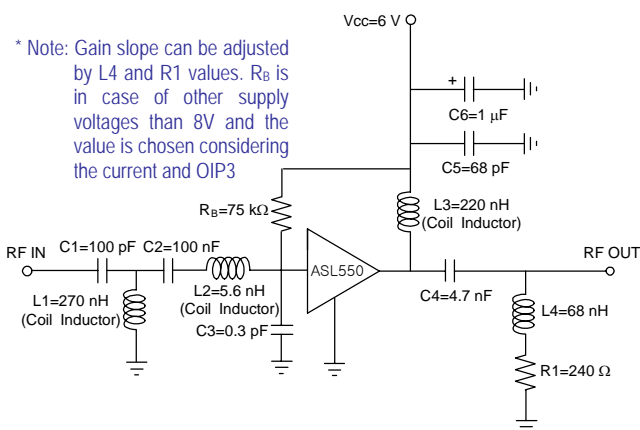 Vcc=6 V
* Note: Gain slope can be adjusted
by L4 and R1 values. RB is
in case of other supply
voltages than 8V and the
value is chosen considering
the current and OIP3
+
C6=1 μF
C5=68 pF
RB=75 kΩ
L3=220 nH
(Coil Inductor)
RF IN
C1=100 pF
C2=100 nF
ASL550
RF OUT
L1=270 nH
(Coil Inductor)
L2=5.6 nH
(Coil Inductor)
C3=0.3 pF
C4=4.7 nF
L4=68 nH
R1=240 Ω